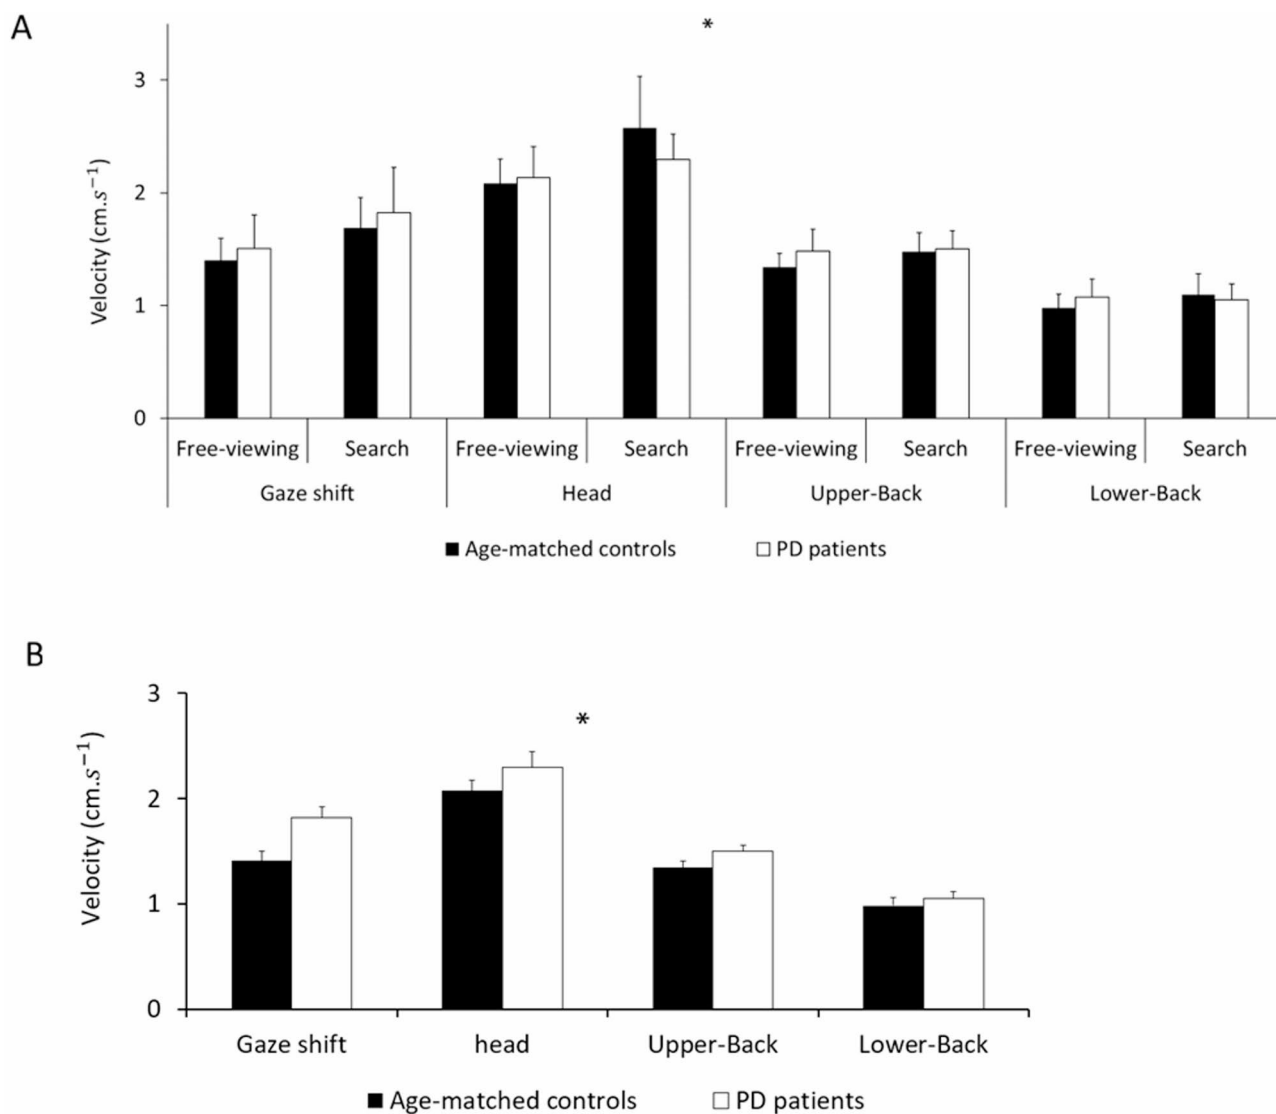 A
*
3
2
1
0
Velocity (cm.s⁻¹)
Free-viewing Search Free-viewing Search Free-viewing Search Free-viewing Search
Gaze shift Head Upper-Back Lower-Back
Age-matched controls PD patients
B
3
*
2
1
0
Velocity (cm.s⁻¹)
Gaze shift head Upper-Back Lower-Back
Age-matched controls PD patients